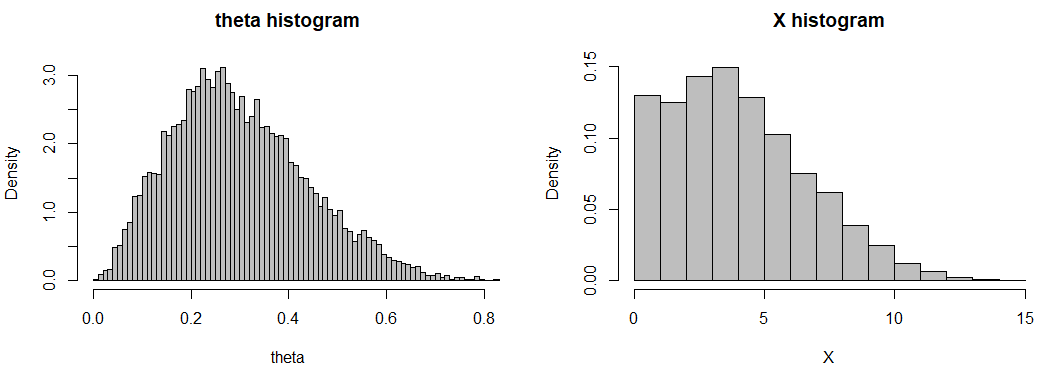 theta histogram
Density
0.0 1.0 2.0 3.0
0.0 0.2 0.4 0.6 0.8
theta
X histogram
Density
0.00 0.05 0.10 0.15
0 5 10 15
X